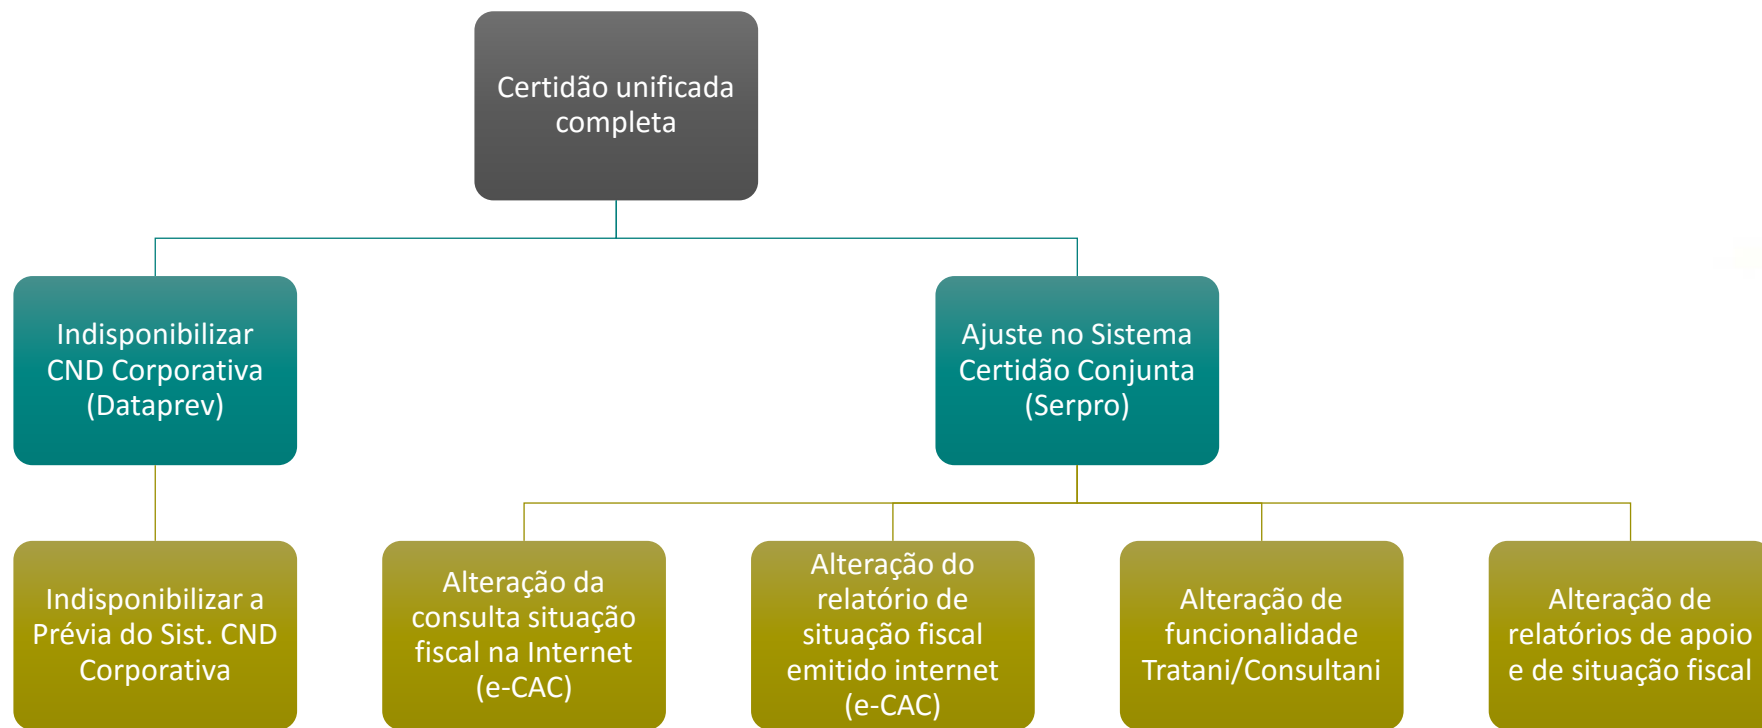 Certidão unificada
completa
Indisponibilizar
CND Corporativa
(Dataprev)
Ajuste no Sistema
Certidão Conjunta
(Serpro)
Indisponibilizar a
Prévia do Sist. CND
Corporativa
Alteração da
consulta situação
fiscal na Internet
(e-CAC)
Alteração do
relatório de
situação fiscal
emitido internet
(e-CAC)
Alteração de
funcionalidade
Tratani/Consultani
Alteração de
relatórios de apoio
e de situação fiscal